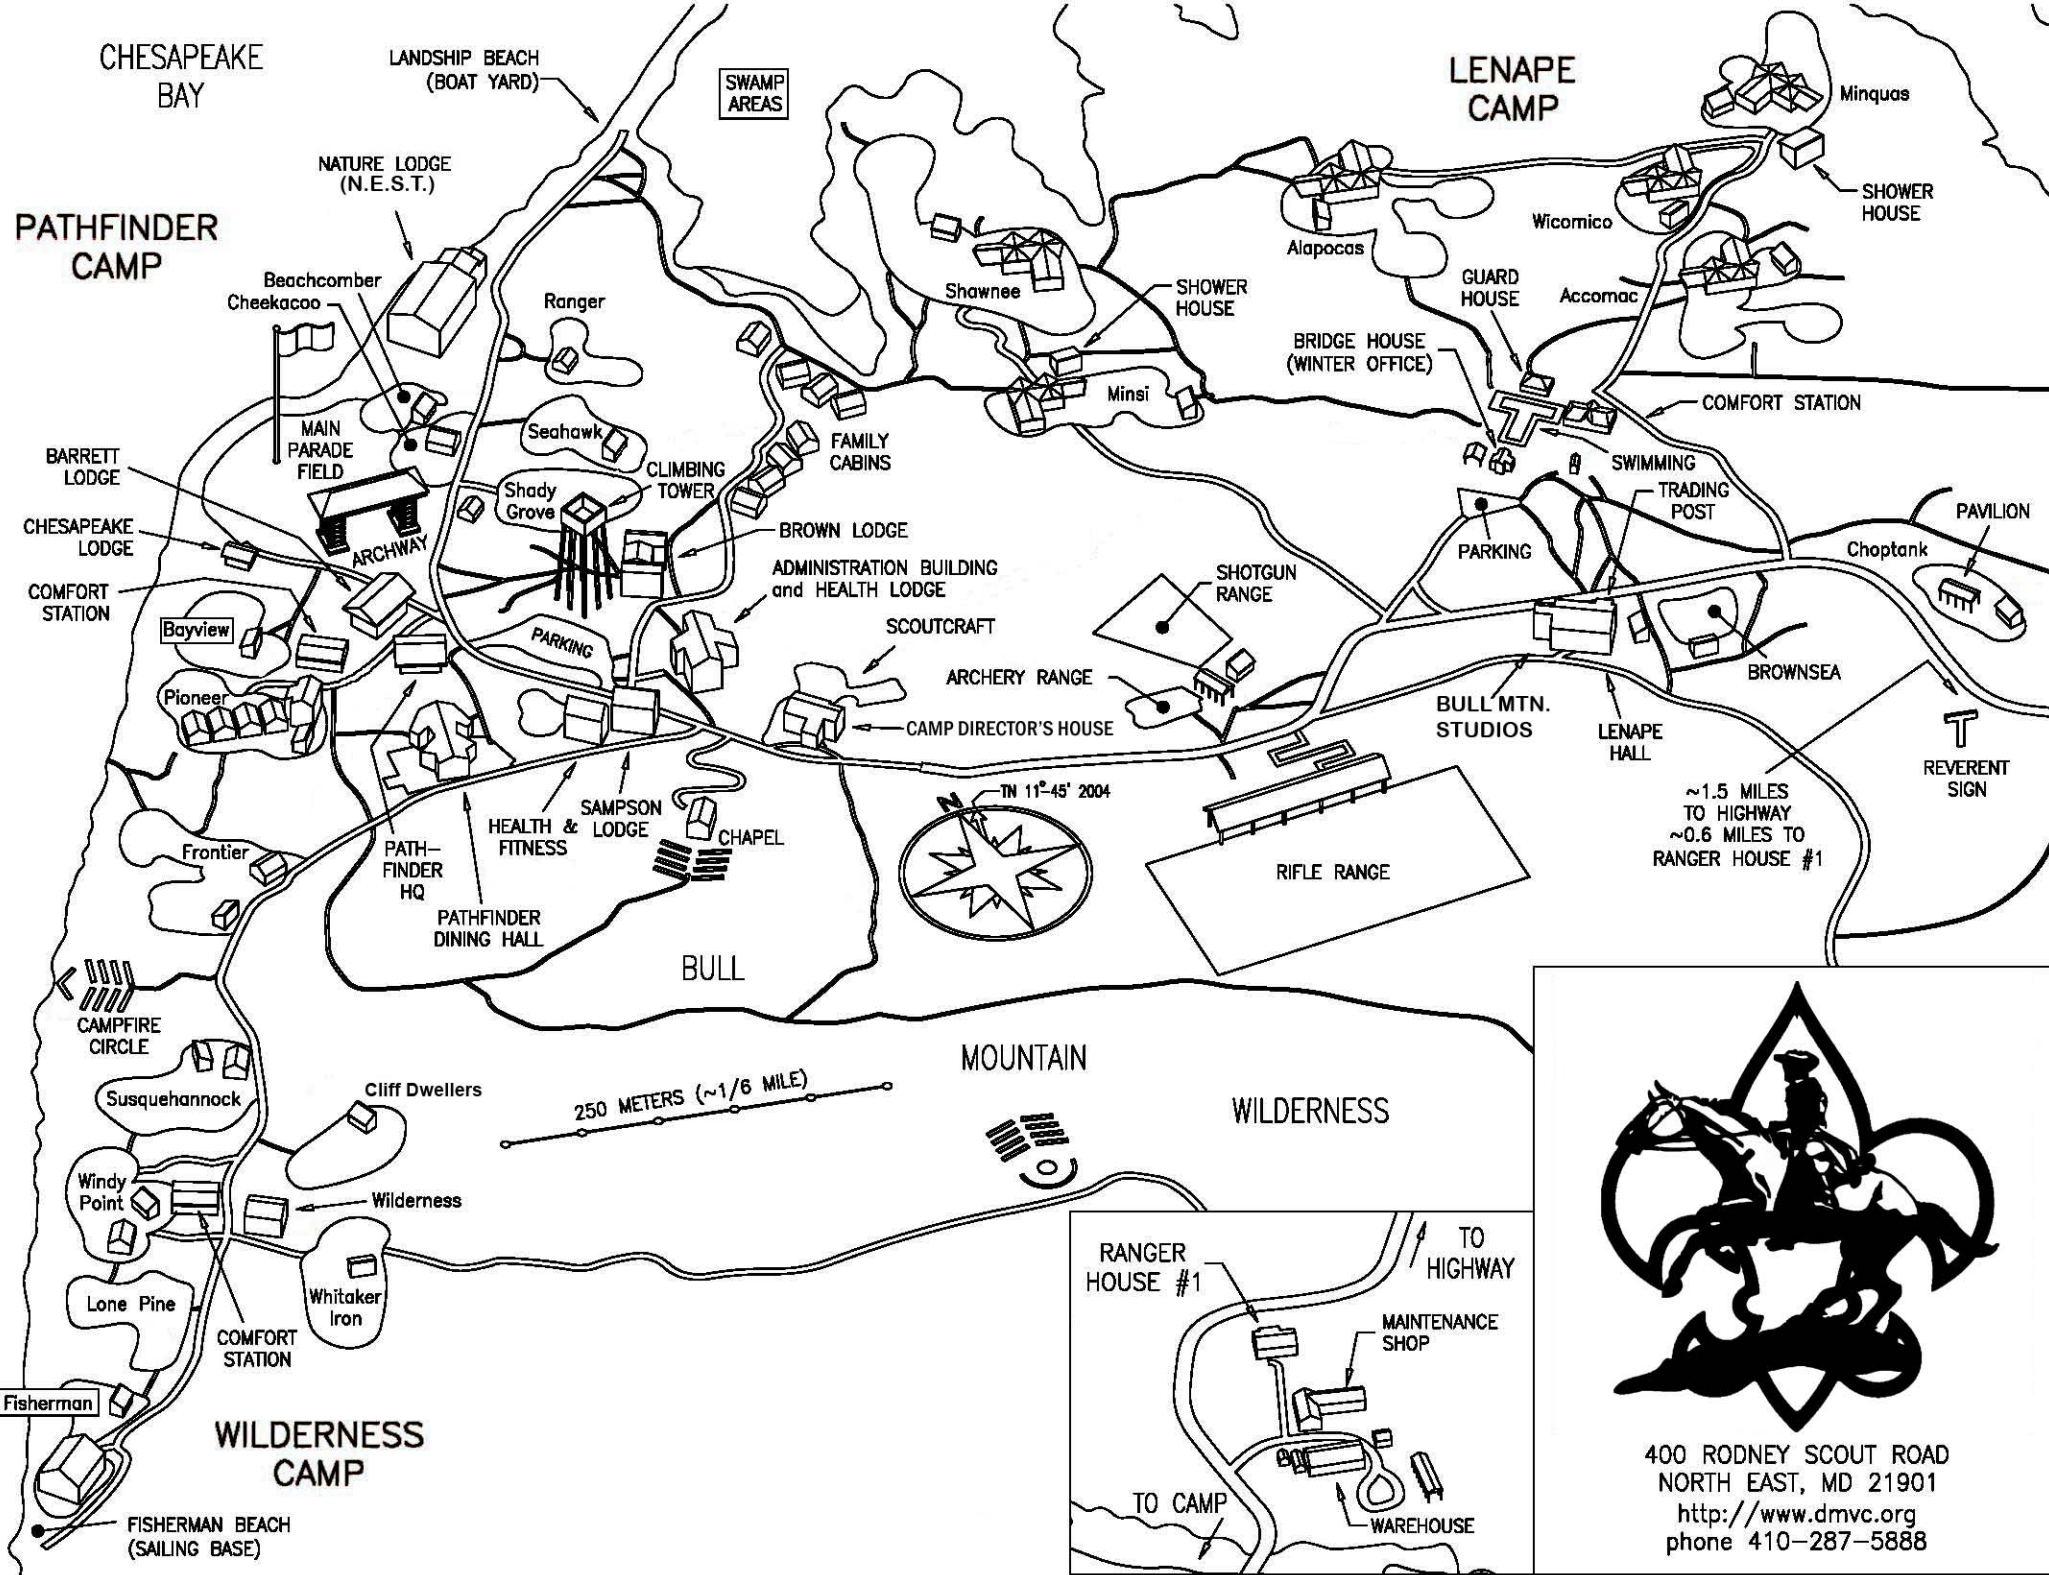 CHESAPEAKE
BAY
LANDSHIP BEACH
(BOAT YARD)
SWAMP
AREAS
LENAPE
CAMP
Minquas
NATURE LODGE
(N.E.S.T.)
SHOWER
HOUSE
PATHFINDER
CAMP
Wicomico
Alapocas
Beachcomber
Cheekacoo
Ranger
Shawnee
SHOWER
HOUSE
GUARD
HOUSE
Accomac
BRIDGE HOUSE
(WINTER OFFICE)
Minsi
COMFORT STATION
MAIN
PARADE
FIELD
Seahawk
FAMILY
CABINS
BARRETT
LODGE
CLIMBING
TOWER
SWIMMING
Shady
Grove
TRADING
POST
CHESAPEAKE
LODGE
ARCHWAY
BROWN LODGE
PARKING
PAVILION
Choptank
ADMINISTRATION BUILDING
and HEALTH LODGE
SHOTGUN
RANGE
COMFORT
STATION
Bayview
PARKING
SCOUTCRAFT
ARCHERY RANGE
BROWNSEA
Pioneer
CAMP DIRECTOR'S HOUSE
BULL MTN.
STUDIOS
LENAPE
HALL
REVERENT
SIGN
N
TN 11°-45' 2004
~1.5 MILES
TO HIGHWAY
~0.6 MILES TO
RANGER HOUSE #1
SAMPSON
LODGE
HEALTH &
FITNESS
CHAPEL
Frontier
PATH-
FINDER
HQ
RIFLE RANGE
PATHFINDER
DINING HALL
BULL
CAMPFIRE
CIRCLE
MOUNTAIN
Susquehannock
Cliff Dwellers
250 METERS (~1/6 MILE)
WILDERNESS
Windy
Point
Wilderness
RANGER
HOUSE #1
TO
HIGHWAY
Lone Pine
Whitaker
Iron
COMFORT
STATION
MAINTENANCE
SHOP
Fisherman
WILDERNESS
CAMP
TO CAMP
WAREHOUSE
FISHERMAN BEACH
(SAILING BASE)
400 RODNEY SCOUT ROAD
NORTH EAST, MD 21901
http://www.dmvc.org
phone 410-287-5888